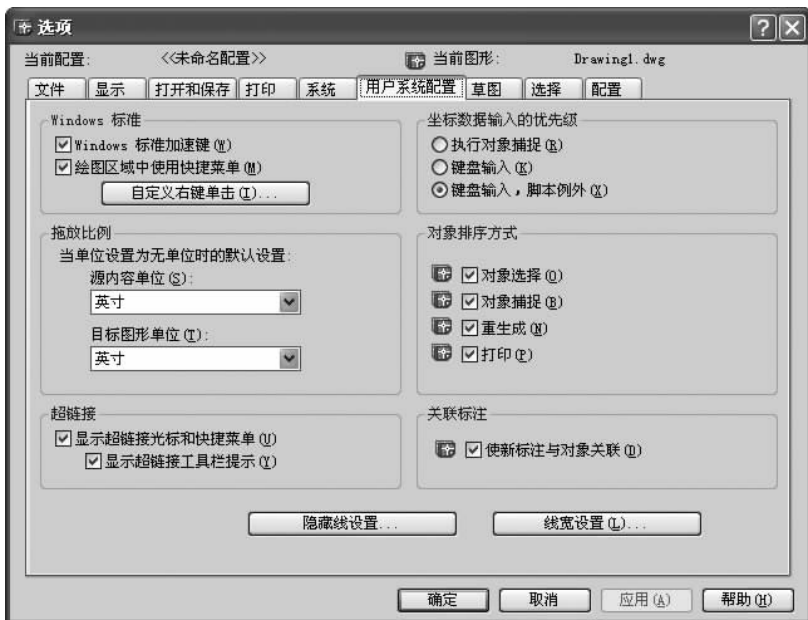 选项
当前配置: <<未命名配置>> 当前图形: Drawing1.dwg
文件 显示 打开和保存 打印 系统 用户系统配置 草图 选择 配置
Windows 标准
Windows 标准加速键(W)
绘图区域中使用快捷菜单(M)
自定义右键单击(I)...
拖放比例
当单位设置为无单位时的默认设置:
源内容单位(S):
英寸
目标图形单位(T):
英寸
超链接
显示超链接光标和快捷菜单(U)
显示超链接工具栏提示(Y)
坐标数据输入的优先级
执行对象捕捉(R)
键盘输入(K)
键盘输入，脚本例外(X)
对象排序方式
对象选择(O)
对象捕捉(B)
重生成(N)
打印(P)
关联标注
使新标注与对象关联(D)
隐藏线设置... 线宽设置(L)...
确定 取消 应用(A) 帮助(H)